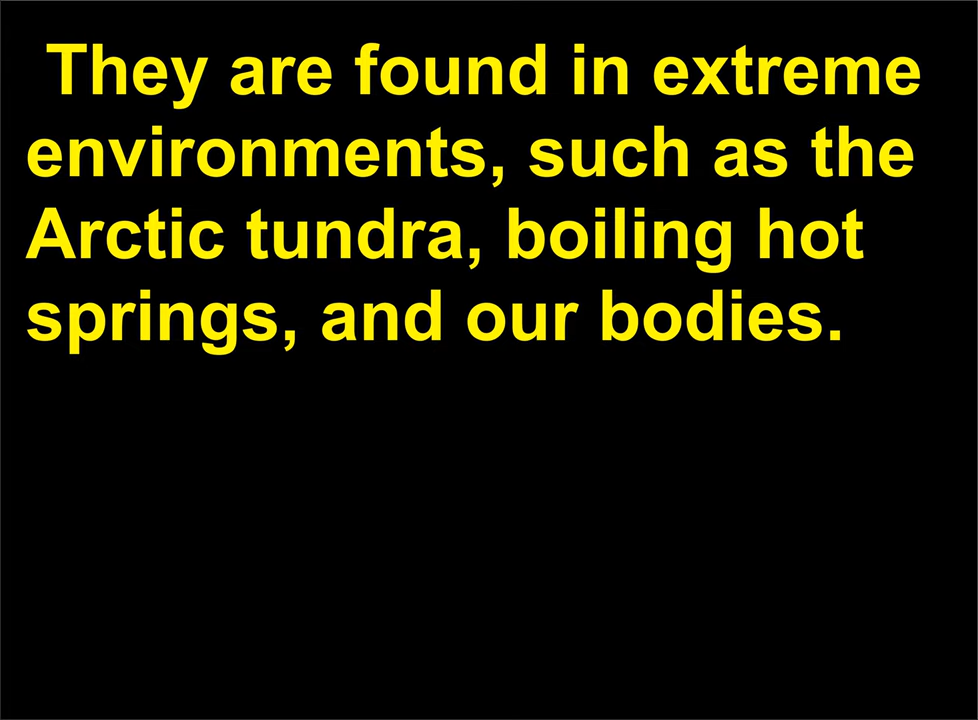 They are found in extreme
environments, such as the
Arctic tundra, boiling hot
springs, and our bodies.